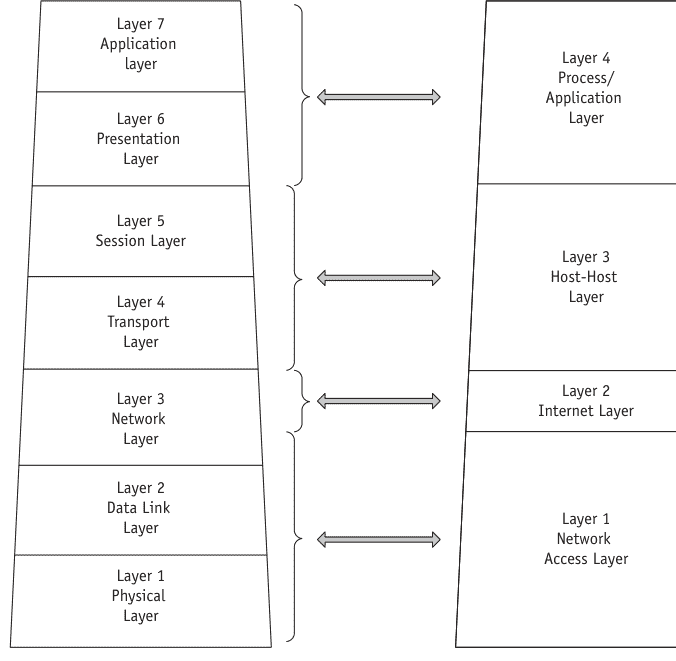 Layer 7
Application
layer
Layer 6
Presentation
Layer
Layer 5
Session Layer
Layer 4
Transport
Layer
Layer 3
Network
Layer
Layer 2
Data Link
Layer
Layer 1
Physical
Layer
Layer 4
Process/
Application
Layer
Layer 3
Host-Host
Layer
Layer 2
Internet Layer
Layer 1
Network
Access Layer